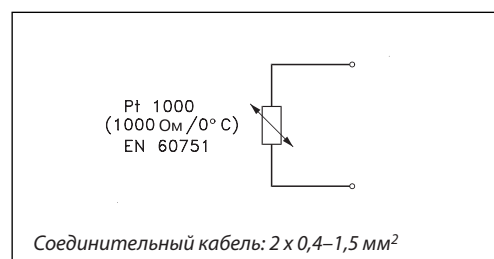 Pt 1000
(1000 Ом/0° C)
EN 60751
Соединительный кабель: 2 x 0,4–1,5 мм²